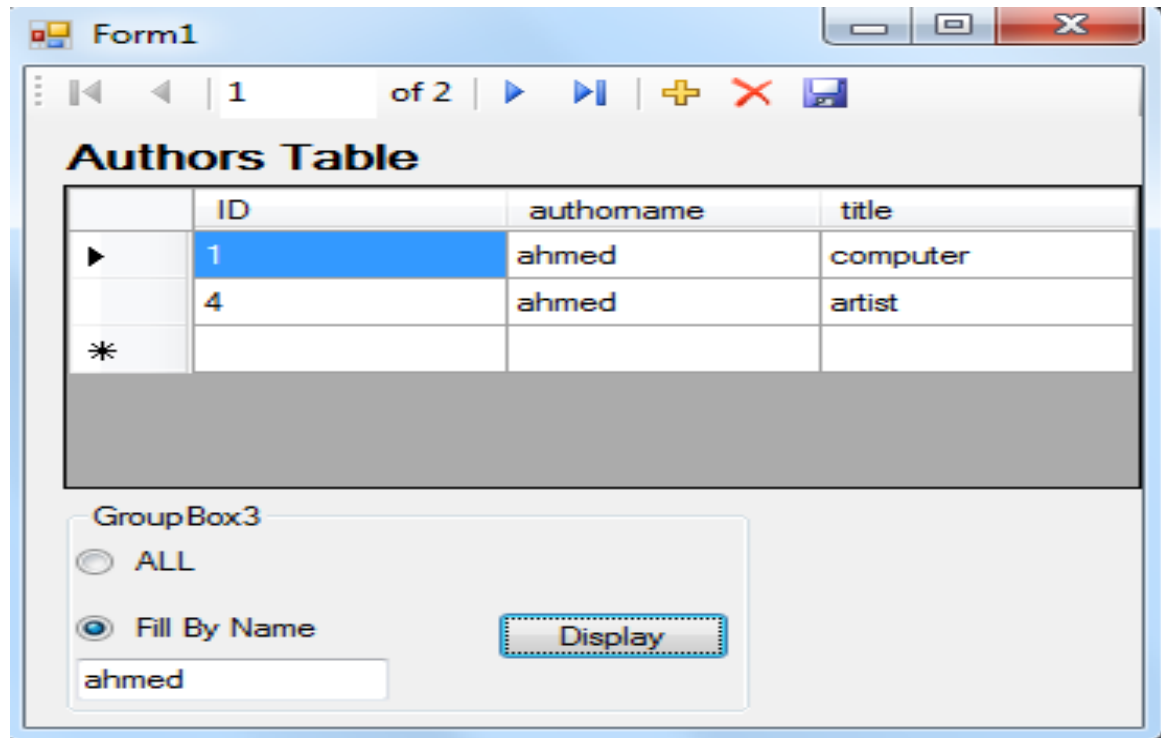 Form1
1 of 2
Authors Table
ID authorname title
1 ahmed computer
4 ahmed artist
GroupBox3
ALL
Fill By Name
Display
ahmed